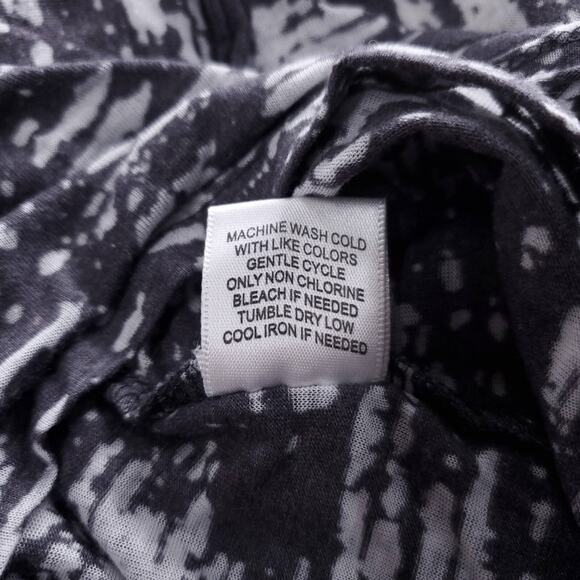 MACHINE WASH COLD
WITH LIKE COLORS
GENTLE CYCLE
ONLY NON CHLORINE
BLEACH IF NEEDED
TUMBLE DRY LOW
COOL IRON IF NEEDED